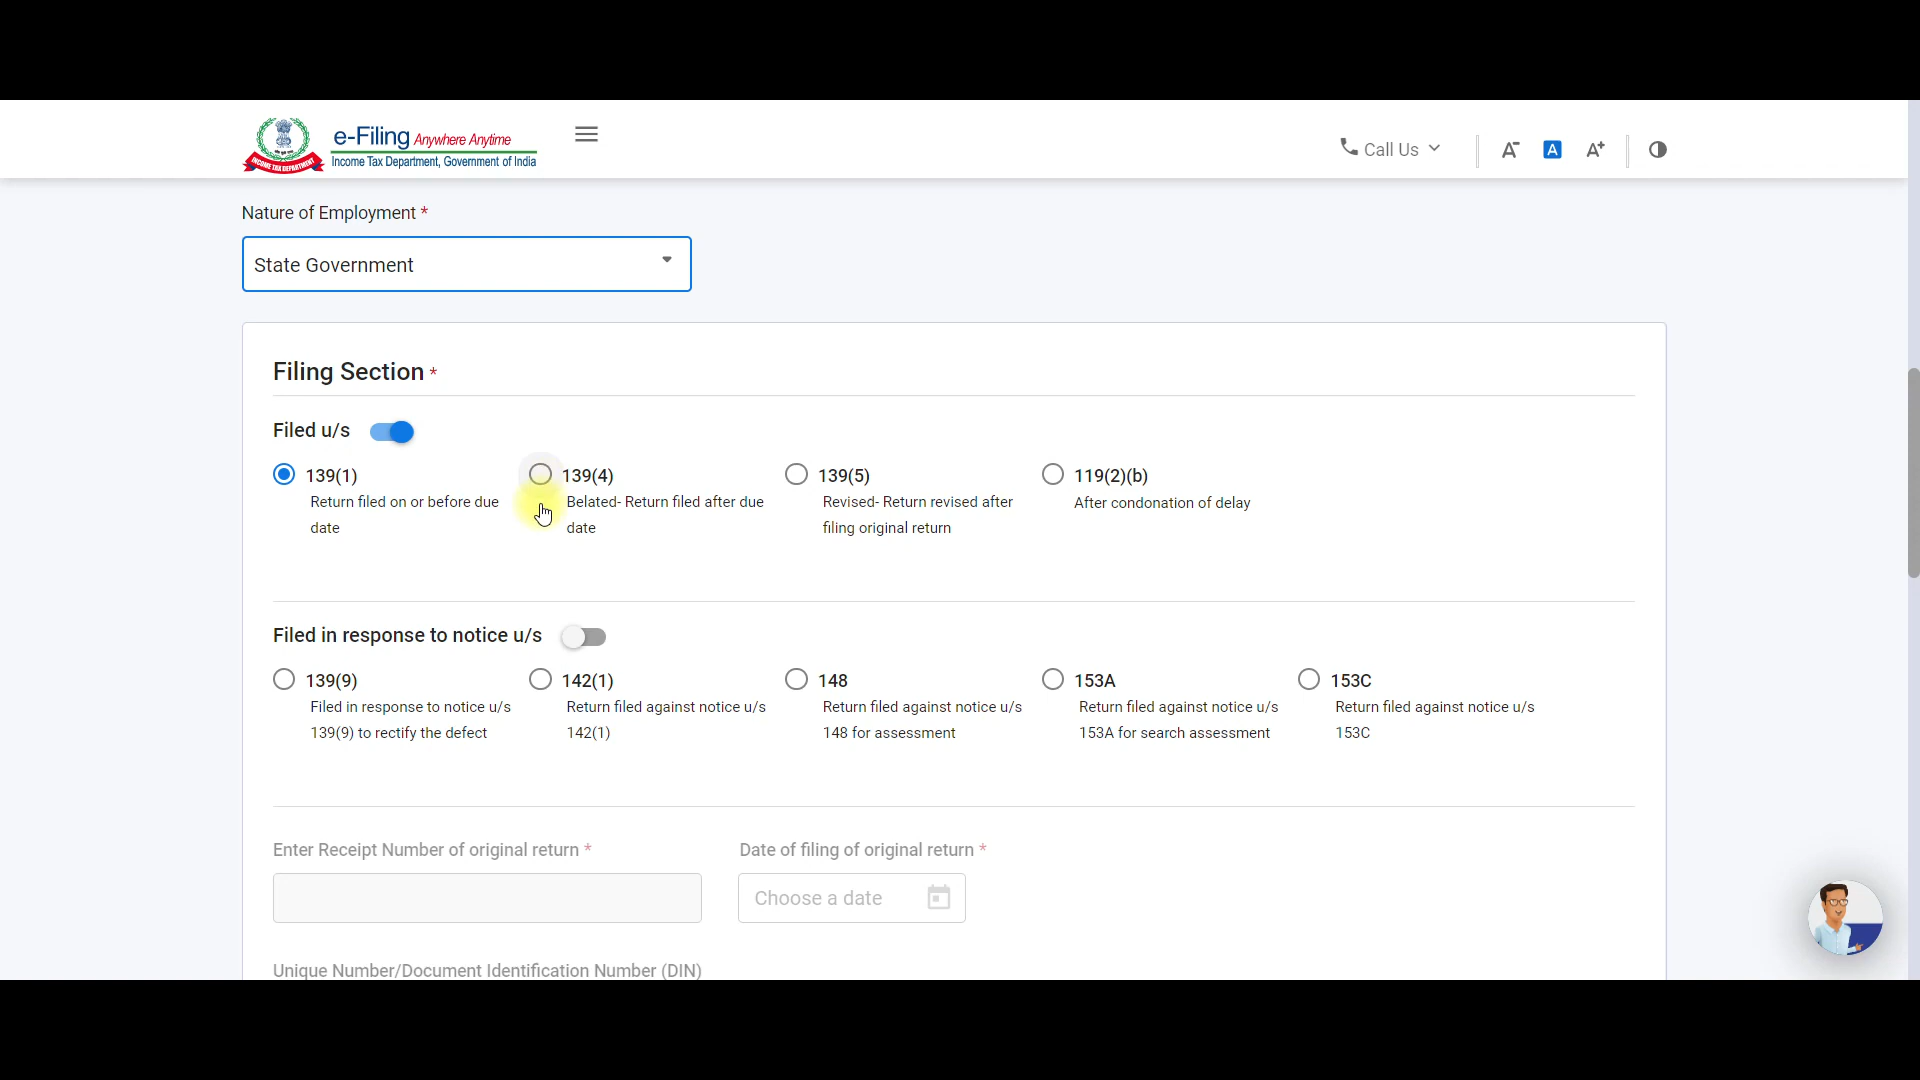 e-Filing Anywhere Anytime
Income Tax Department, Government of India
INCOME TAX DEPARTMENT
Call Us
A- A A+
Nature of Employment *
State Government
Filing Section *
Filed u/s
139(1) 139(4) 139(5) 119(2)(b)
Return filed on or before due Belated- Return filed after due Revised- Return revised after After condonation of delay
date date filing original return
Filed in response to notice u/s
139(9) 142(1) 148 153A 153C
Filed in response to notice u/s Return filed against notice u/s Return filed against notice u/s Return filed against notice u/s Return filed against notice u/s
139(9) to rectify the defect 142(1) 148 for assessment 153A for search assessment 153C
Enter Receipt Number of original return * Date of filing of original return *
Choose a date
Unique Number/Document Identification Number (DIN)